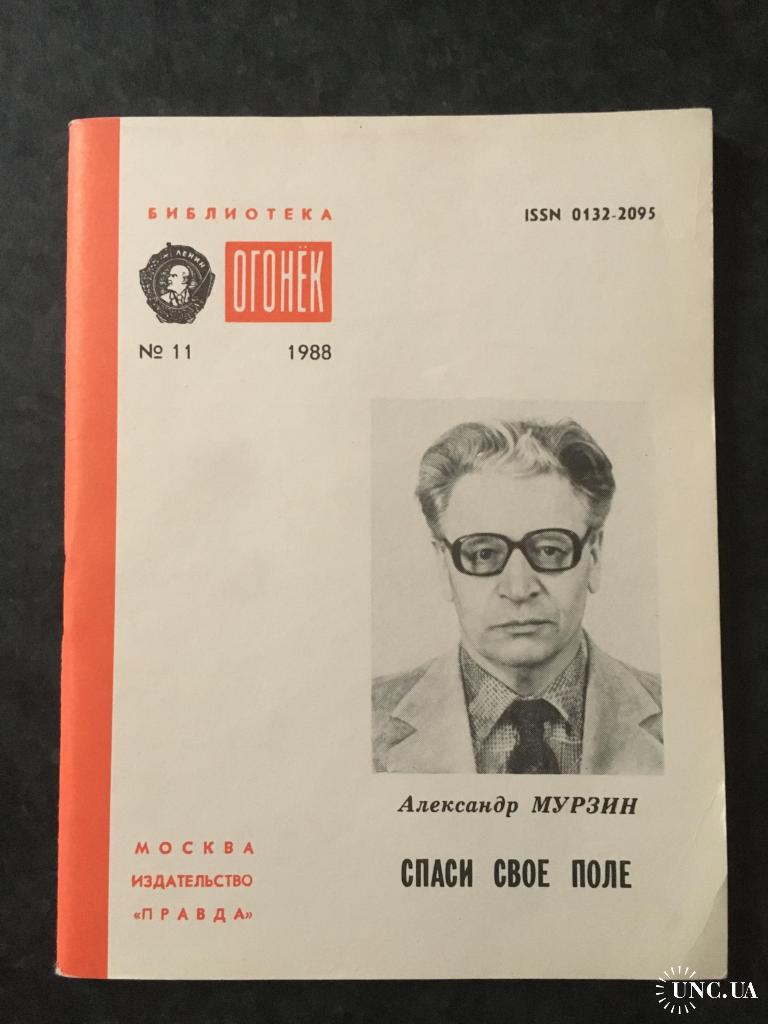 БИБЛИОТЕКА
ISSN 0132-2095
ЛЕНИН
ОГОНЁК
№ 11 1988
Александр МУРЗИН
СПАСИ СВОЕ ПОЛЕ
МОСКВА
ИЗДАТЕЛЬСТВО
«ПРАВДА»
UNC.UA